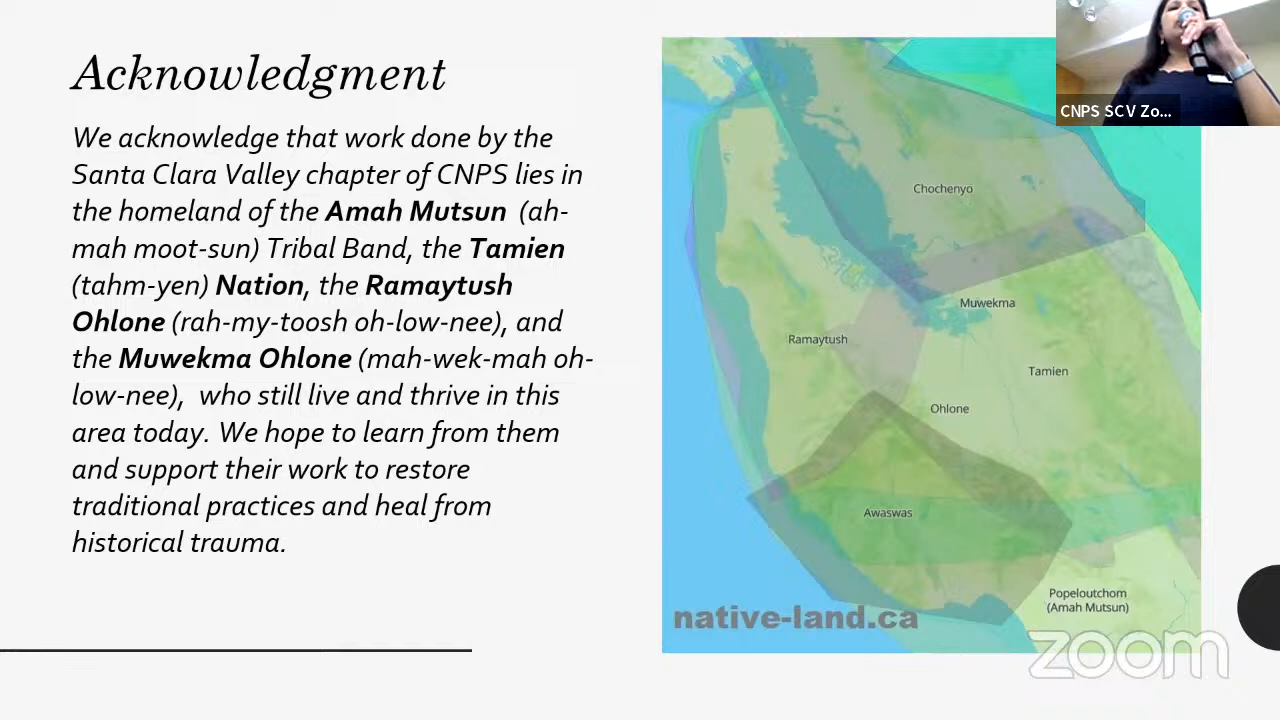 Acknowledgment
We acknowledge that work done by the
Santa Clara Valley chapter of CNPS lies in
the homeland of the Amah Mutsun (ah-
mah moot-sun) Tribal Band, the Tamien
(tahm-yen) Nation, the Ramaytush
Ohlone (rah-my-toosh oh-low-nee), and
the Muwekma Ohlone (mah-wek-mah oh-
low-nee), who still live and thrive in this
area today. We hope to learn from them
and support their work to restore
traditional practices and heal from
historical trauma.
CNPS SCV Zo...
Chochenyo
Muwekma
Ramaytush
Tamien
Ohlone
Awaswas
Popeloutchom
(Amah Mutsun)
native-land.ca
zoom